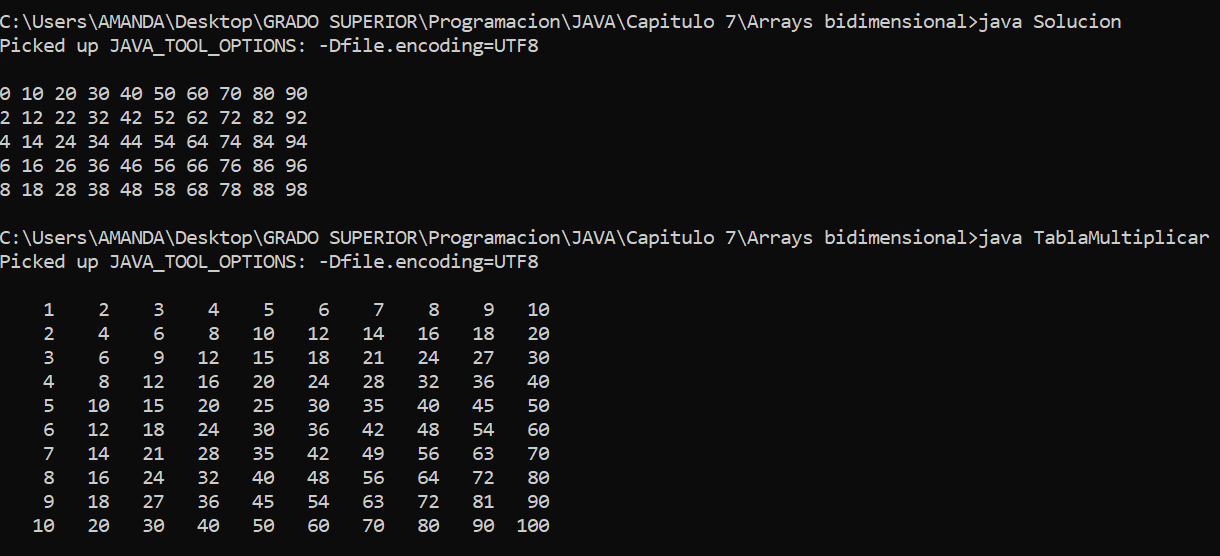 C:\Users\AMANDA\Desktop\GRADO SUPERIOR\Programacion\JAVA\Capitulo 7\Arrays bidimensional>java Solucion
Picked up JAVA_TOOL_OPTIONS: -Dfile.encoding=UTF8
0 10 20 30 40 50 60 70 80 90
2 12 22 32 42 52 62 72 82 92
4 14 24 34 44 54 64 74 84 94
6 16 26 36 46 56 66 76 86 96
8 18 28 38 48 58 68 78 88 98
C:\Users\AMANDA\Desktop\GRADO SUPERIOR\Programacion\JAVA\Capitulo 7\Arrays bidimensional>java TablaMultiplicar
Picked up JAVA_TOOL_OPTIONS: -Dfile.encoding=UTF8
1 2 3 4 5 6 7 8 9 10
2 4 6 8 10 12 14 16 18 20
3 6 9 12 15 18 21 24 27 30
4 8 12 16 20 24 28 32 36 40
5 10 15 20 25 30 35 40 45 50
6 12 18 24 30 36 42 48 54 60
7 14 21 28 35 42 49 56 63 70
8 16 24 32 40 48 56 64 72 80
9 18 27 36 45 54 63 72 81 90
10 20 30 40 50 60 70 80 90 100